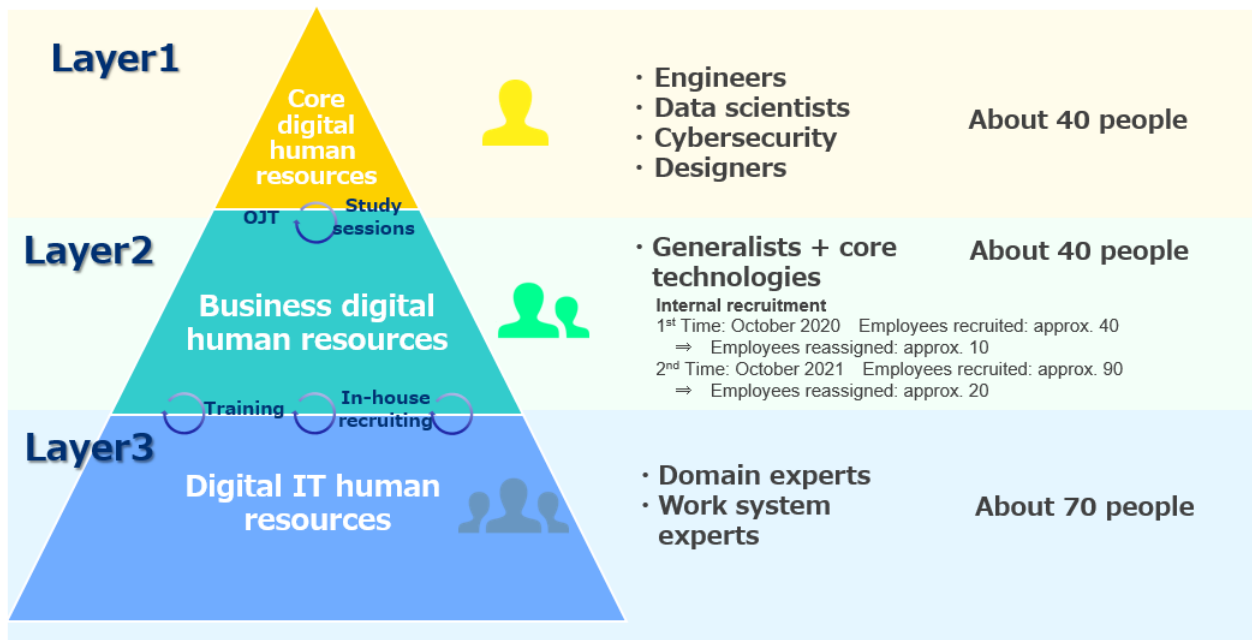 Layer1
Core
digital
human
resources
・Engineers
・Data scientists
・Cybersecurity
・Designers
About 40 people
OJT
Study
sessions
Layer2
Business digital
human resources
・Generalists + core
technologies
About 40 people
Internal recruitment
1st Time: October 2020 Employees recruited: approx. 40
⇒ Employees reassigned: approx. 10
2nd Time: October 2021 Employees recruited: approx. 90
⇒ Employees reassigned: approx. 20
Training
In-house
recruiting
Layer3
Digital IT human
resources
・Domain experts
・Work system
experts
About 70 people